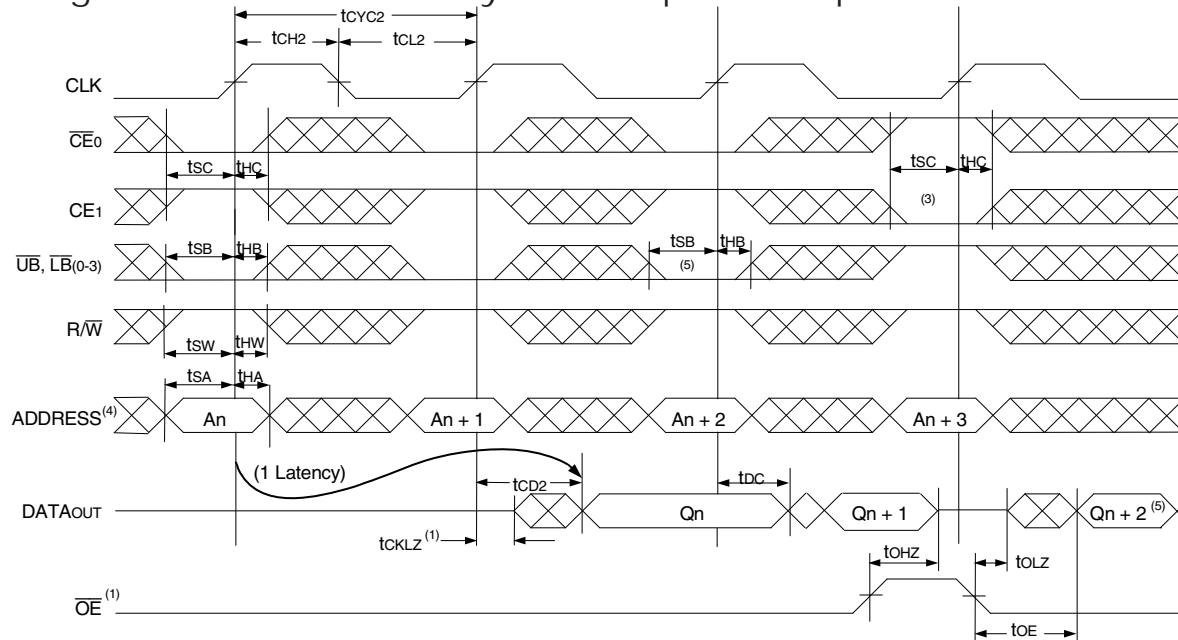 tCYC2
tCH2 tCL2
CLK
CE0
tSC tHC tSC tHC
CE1 (3)
tSB tHB tSB tHB
UB, LB(0-3) (5)
R/W
tSW tHW
tSA tHA
ADDRESS(4) An An + 1 An + 2 An + 3
(1 Latency) tCD2 tDC
DATAOUT Qn Qn + 1 Qn + 2 (5)
tCKLZ (1) tOHZ tOLZ
OE (1)
tOE